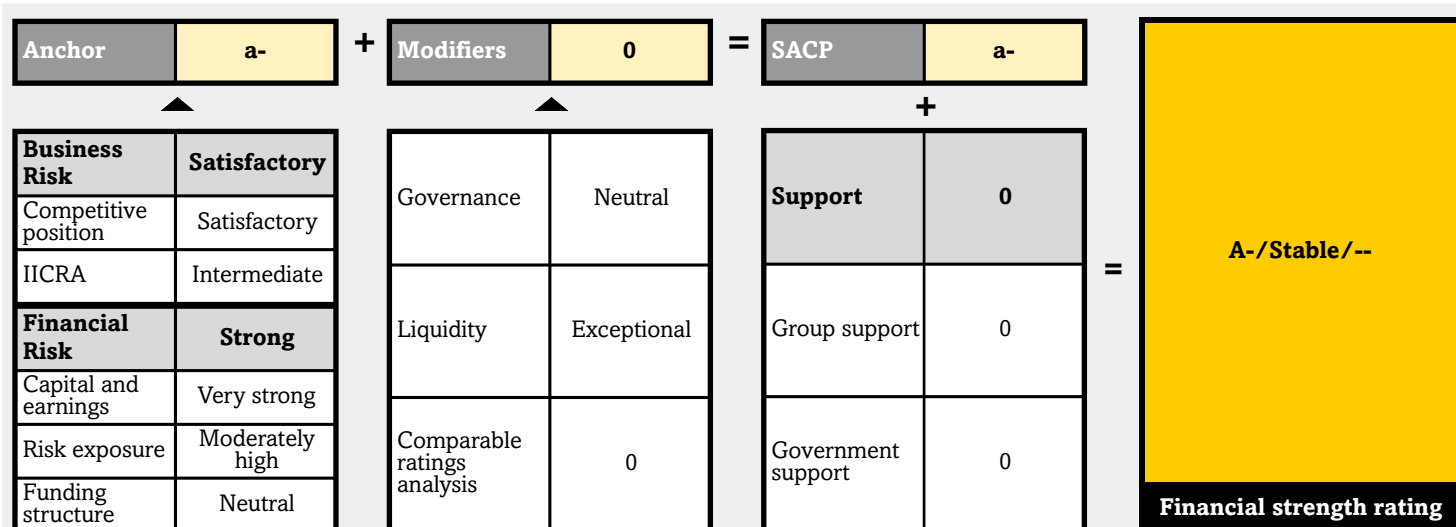 Anchor a- + Modifiers 0 = SACP a-
+
Business
Risk
Satisfactory
Competitive
position
Satisfactory
IICRA Intermediate
Financial
Risk
Strong
Capital and
earnings
Very strong
Risk exposure
Moderately
high
Funding
structure
Neutral
Governance Neutral
Liquidity Exceptional
Comparable
ratings
analysis
0
Support 0
Group support 0
Government
support
0
=
A-/Stable/--
Financial strength rating